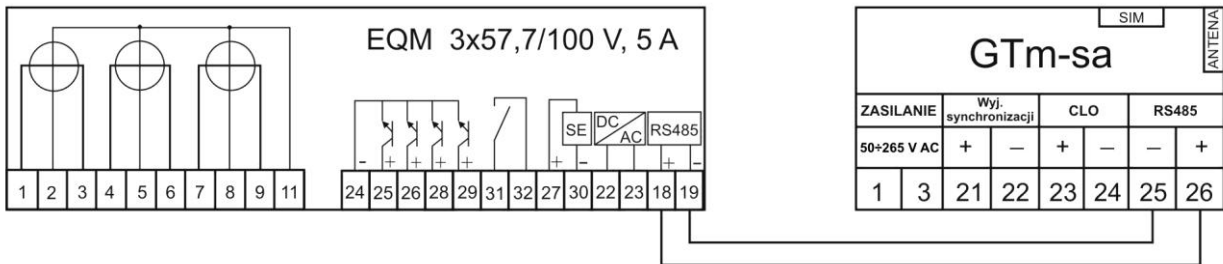 EQM 3x57,7/100 V, 5 A
SE
DC
AC
RS485
- + + + + + - + -
1 2 3 4 5 6 7 8 9 11
24 25 26 28 29 31 32 27 30 22 23 18 19
SIM
ANTENA
GTm-sa
ZASILANIE
Wyj. synchronizacji
CLO
RS485
50÷265 V AC
+ − + − − +
1 3 21 22 23 24 25 26